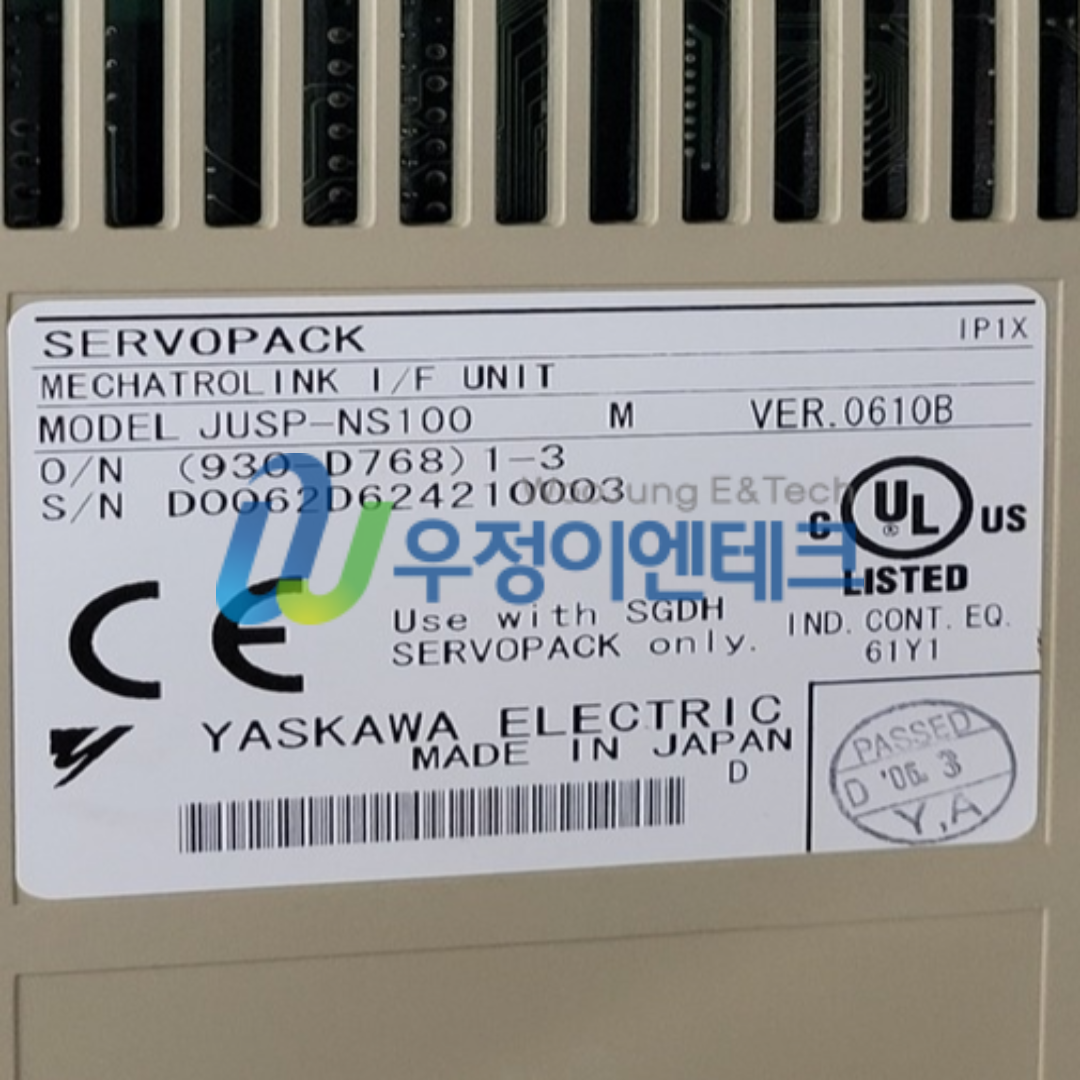 SERVOPACK IP1X
MECHATROLINK I/F UNIT
MODEL JUSP-NS100 M VER.0610B
O/N (930-D768)1-3
S/N D0062D624210003
Woojung E&Tech
우정이엔테크
C UL ® US
LISTED
CE
Use with SGDH
SERVOPACK only.
IND. CONT. EQ.
61Y1
YASKAWA ELECTRIC
MADE IN JAPAN
D
PASSED
D '06. 3
Y.A